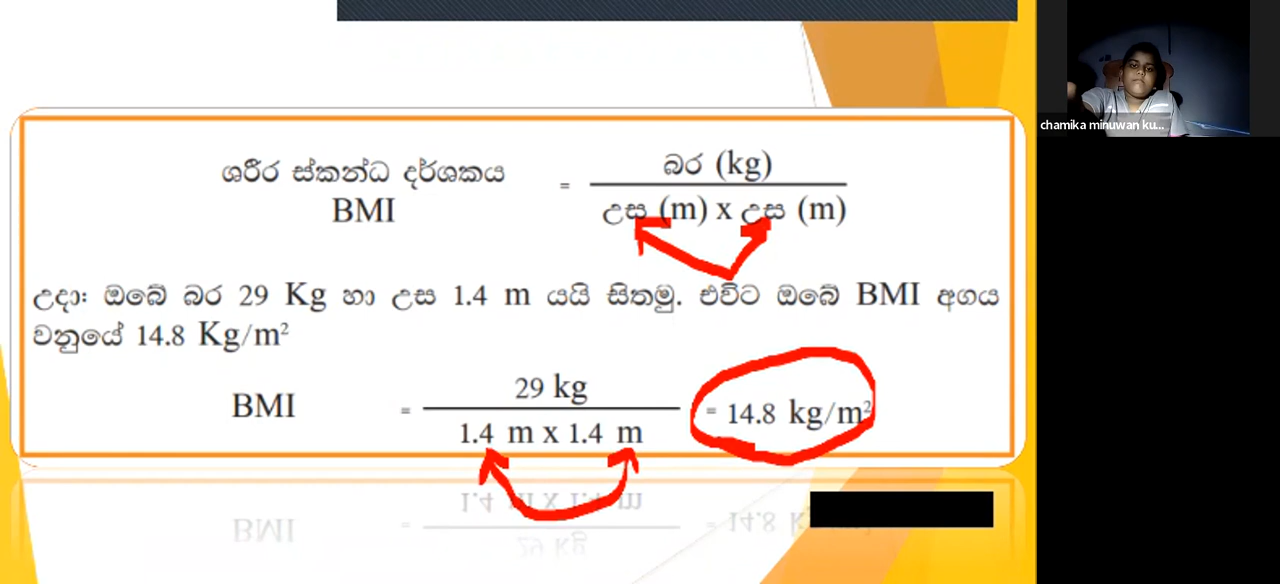 ශරීර ස්කන්ධ දර්ශකය = බර (kg)
BMI උස (m) x උස (m)
උදා: ඔබේ බර 29 Kg හා උස 1.4 m යයි සිතමු. එවිට ඔබේ BMI අගය
වනුයේ 14.8 Kg/m²
BMI = 29 kg = 14.8 kg/m²
1.4 m x 1.4 m
chamika minuwan ku...